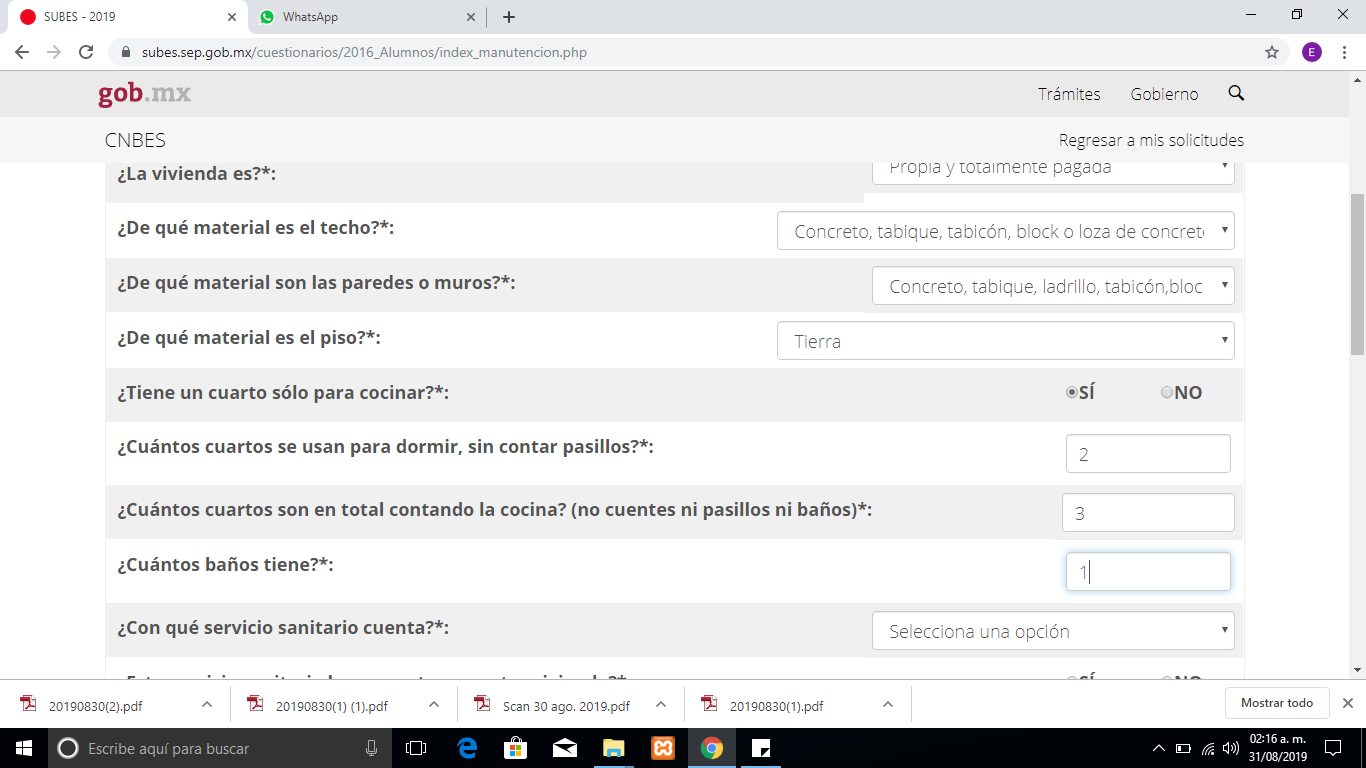 SUBES - 2019
WhatsApp
subes.sep.gob.mx/cuestionarios/2016_Alumnos/index_manutencion.php
E
gob.mx
Trámites
Gobierno
CNBES
Regresar a mis solicitudes
¿La vivienda es?*:
Propia y totalmente pagada
¿De qué material es el techo?*:
Concreto, tabique, tabicón, block o loza de concret
¿De qué material son las paredes o muros?*:
Concreto, tabique, ladrillo, tabicón,bloc
¿De qué material es el piso?*:
Tierra
¿Tiene un cuarto sólo para cocinar?*:
SÍ
NO
¿Cuántos cuartos se usan para dormir, sin contar pasillos?*:
2
¿Cuántos cuartos son en total contando la cocina? (no cuentes ni pasillos ni baños)*:
3
¿Cuántos baños tiene?*:
1
¿Con qué servicio sanitario cuenta?*:
Selecciona una opción
SÍ
NO
20190830(2).pdf
20190830(1) (1).pdf
Scan 30 ago. 2019.pdf
20190830(1).pdf
Mostrar todo
Escribe aquí para buscar
02:16 a. m.
31/08/2019